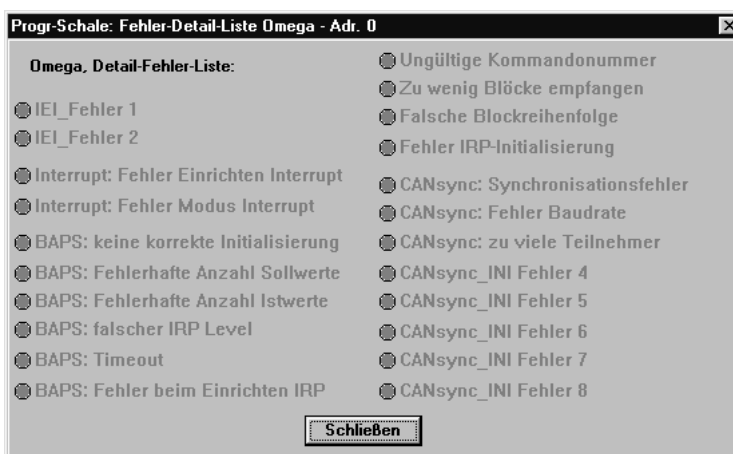 Progr-Schale: Fehler-Detail-Liste Omega - Adr. 0
Omega, Detail-Fehler-Liste:
IEI_Fehler 1
IEI_Fehler 2
Interrupt: Fehler Einrichten Interrupt
Interrupt: Fehler Modus Interrupt
BAPS: keine korrekte Initialisierung
BAPS: Fehlerhafte Anzahl Sollwerte
BAPS: Fehlerhafte Anzahl Istwerte
BAPS: falscher IRP Level
BAPS: Timeout
BAPS: Fehler beim Einrichten IRP
Ungültige Kommandonummer
Zu wenig Blöcke empfangen
Falsche Blockreihenfolge
Fehler IRP-Initialisierung
CANsync: Synchronisationsfehler
CANsync: Fehler Baudrate
CANsync: zu viele Teilnehmer
CANsync_INI Fehler 4
CANsync_INI Fehler 5
CANsync_INI Fehler 6
CANsync_INI Fehler 7
CANsync_INI Fehler 8
Schließen